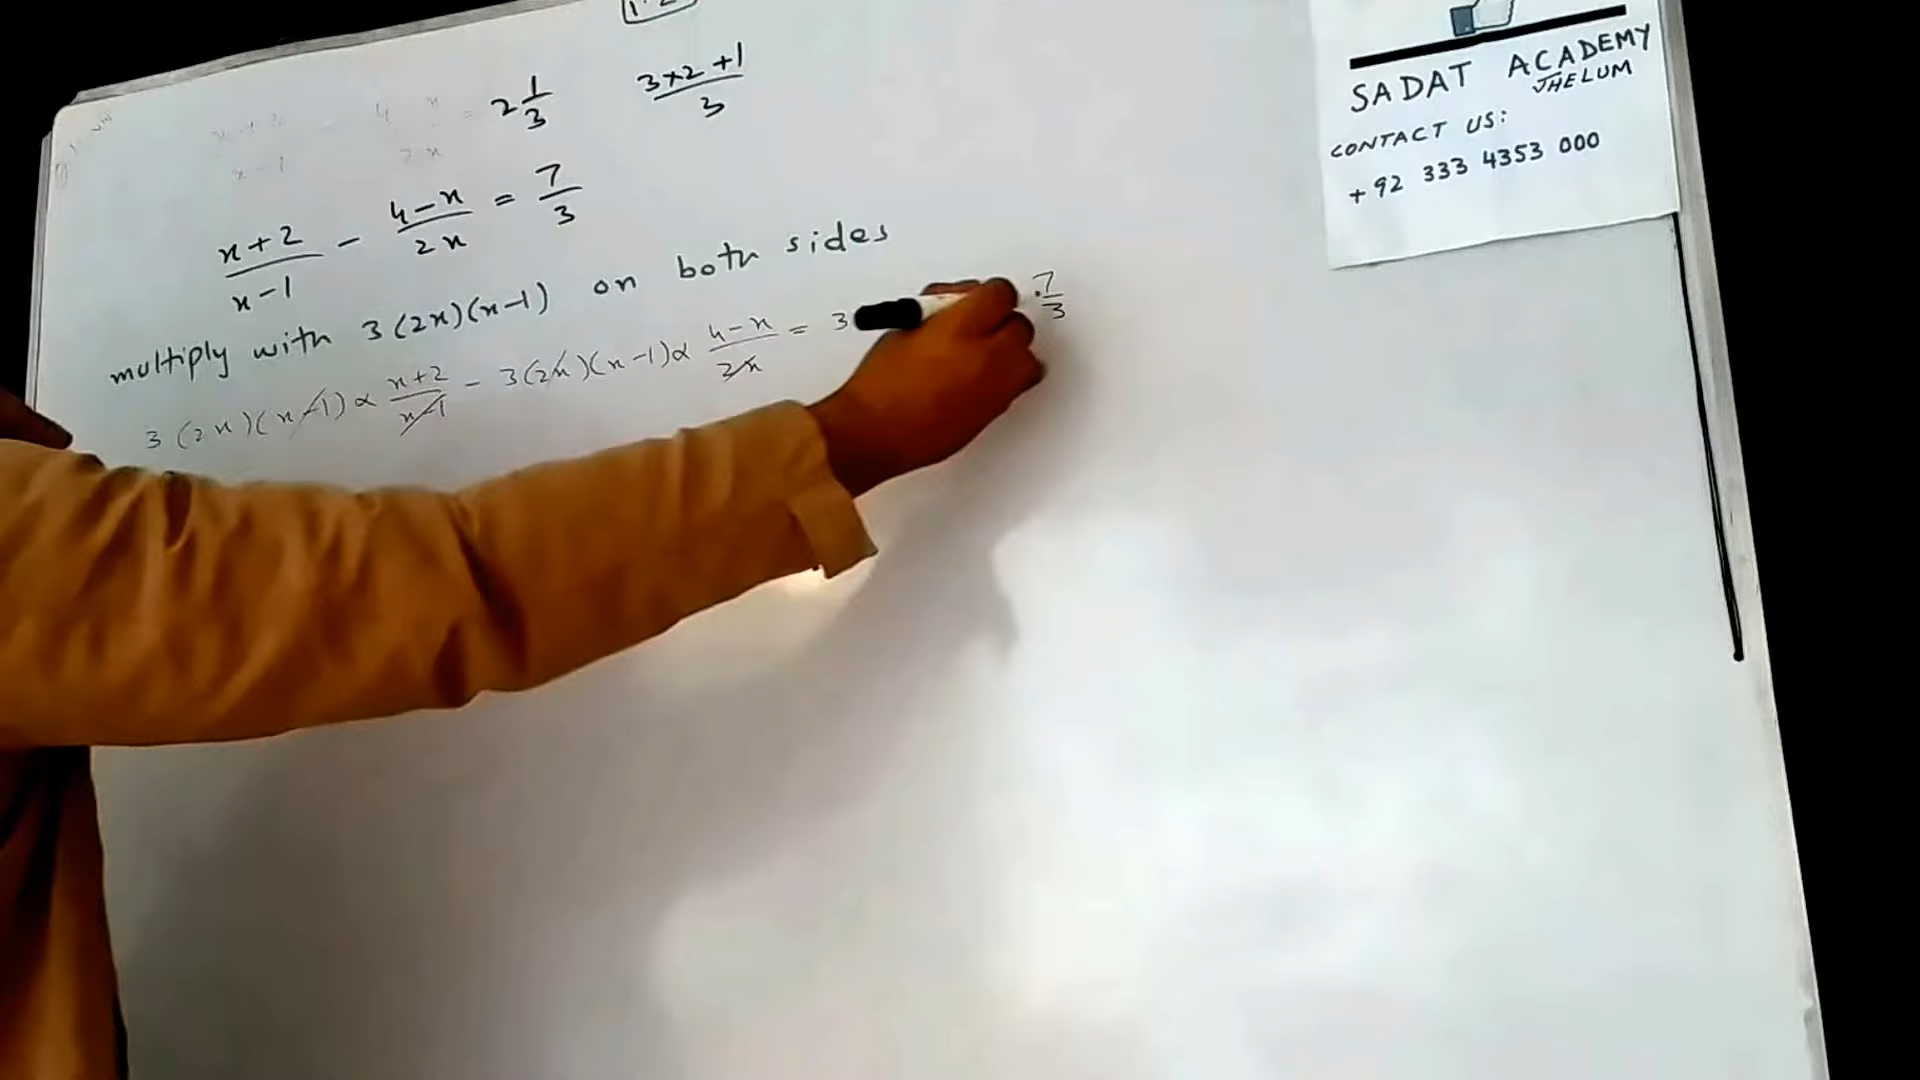 2 1/3 (3×2+1)/3
(x+2)/(x-1) - (4-x)/(2x) = 7/3
multiply with 3(2x)(x-1) on both sides
3(2x)(x-1)× (x+2)/(x-1) - 3(2x)(x-1)× (4-x)/(2x) = 3 · 7/3
SADAT ACADEMY
JHELUM
CONTACT US:
+92 333 4353 000